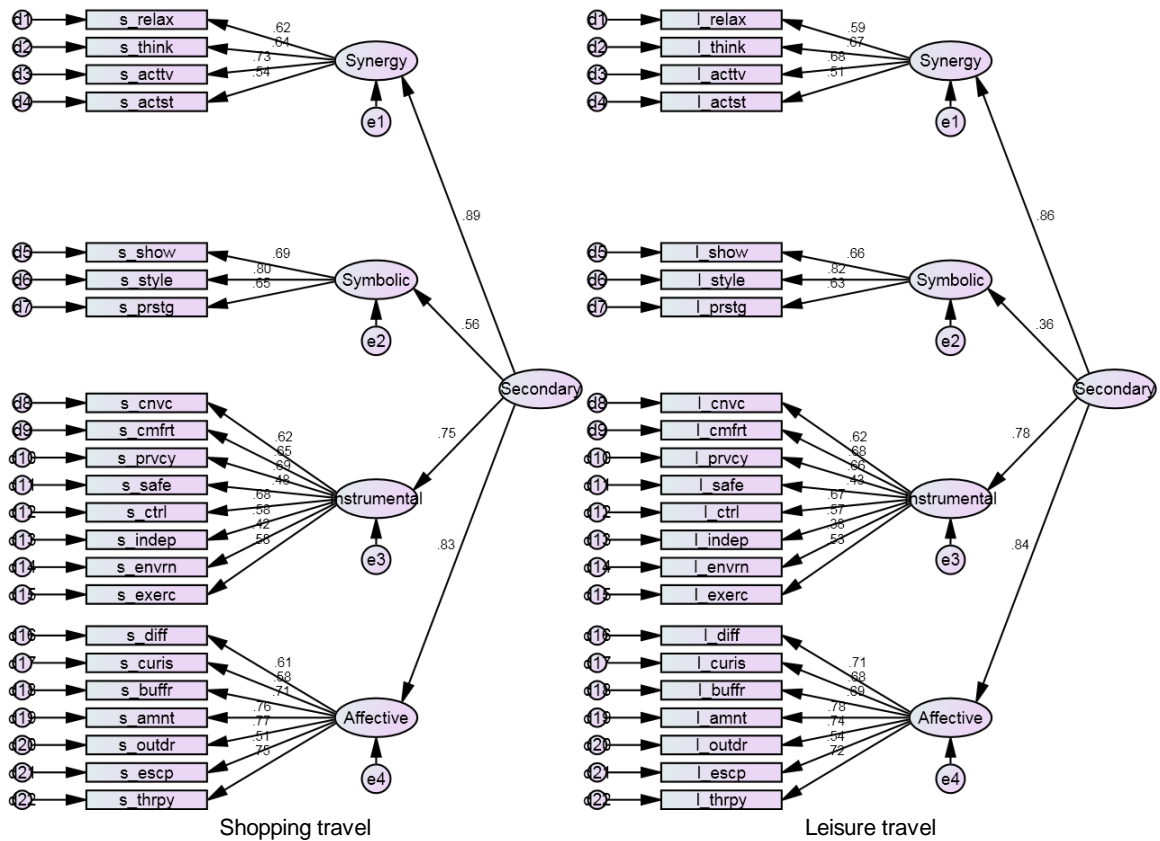 d1 s_relax
d2 s_think
d3 s_acttv
d4 s_actst
.62
.64
.73
.54
Synergy
e1
.89
d5 s_show
d6 s_style
d7 s_prstg
.69
.80
.65
Symbolic
e2
.56
Secondary
d8 s_cnvc
d9 s_cmfrt
d10 s_prvcy
d11 s_safe
d12 s_ctrl
d13 s_indep
d14 s_envrn
d15 s_exerc
.62
.65
.69
.48
.68
.58
.42
.58
nstrumental
e3
.75
.83
d16 s_diff
d17 s_curis
d18 s_buffr
d19 s_amnt
d20 s_outdr
d21 s_escp
d22 s_thrpy
.61
.58
.71
.76
.77
.51
.75
Affective
e4
Shopping travel
d1 l_relax
d2 l_think
d3 l_acttv
d4 l_actst
.59
.67
.68
.51
Synergy
e1
.86
d5 l_show
d6 l_style
d7 l_prstg
.66
.82
.63
Symbolic
e2
.36
Secondary
d8 l_cnvc
d9 l_cmfrt
d10 l_prvcy
d11 l_safe
d12 l_ctrl
d13 l_indep
d14 l_envrn
d15 l_exerc
.62
.68
.66
.43
.67
.57
.38
.53
nstrumental
e3
.78
.84
d16 l_diff
d17 l_curis
d18 l_buffr
d19 l_amnt
d20 l_outdr
d21 l_escp
d22 l_thrpy
.71
.68
.69
.78
.74
.54
.72
Affective
e4
Leisure travel